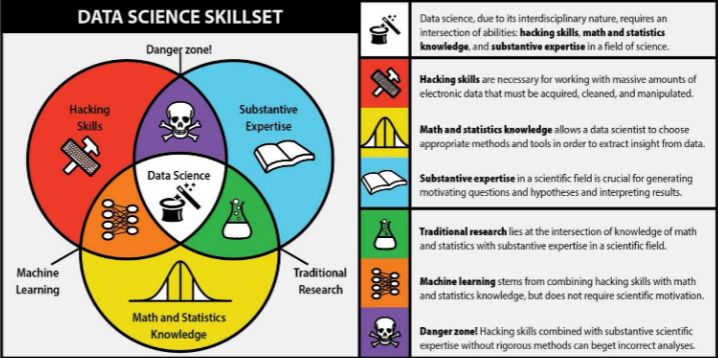 DATA SCIENCE SKILLSET
Danger zone!
Hacking
Skills
Substantive
Expertise
Data Science
Machine
Learning
Traditional
Research
Math and Statistics
Knowledge
Data science, due to its interdisciplinary nature, requires an
intersection of abilities: hacking skills, math and statistics
knowledge, and substantive expertise in a field of science.
Hacking skills are necessary for working with massive amounts of
electronic data that must be acquired, cleaned, and manipulated.
Math and statistics knowledge allows a data scientist to choose
appropriate methods and tools in order to extract insight from data.
Substantive expertise in a scientific field is crucial for generating
motivating questions and hypotheses and interpreting results.
Traditional research lies at the intersection of knowledge of math
and statistics with substantive expertise in a scientific field.
Machine learning stems from combining hacking skills with math
and statistics knowledge, but does not require scientific motivation.
Danger zone! Hacking skills combined with substantive scientific
expertise without rigorous methods can beget incorrect analyses.